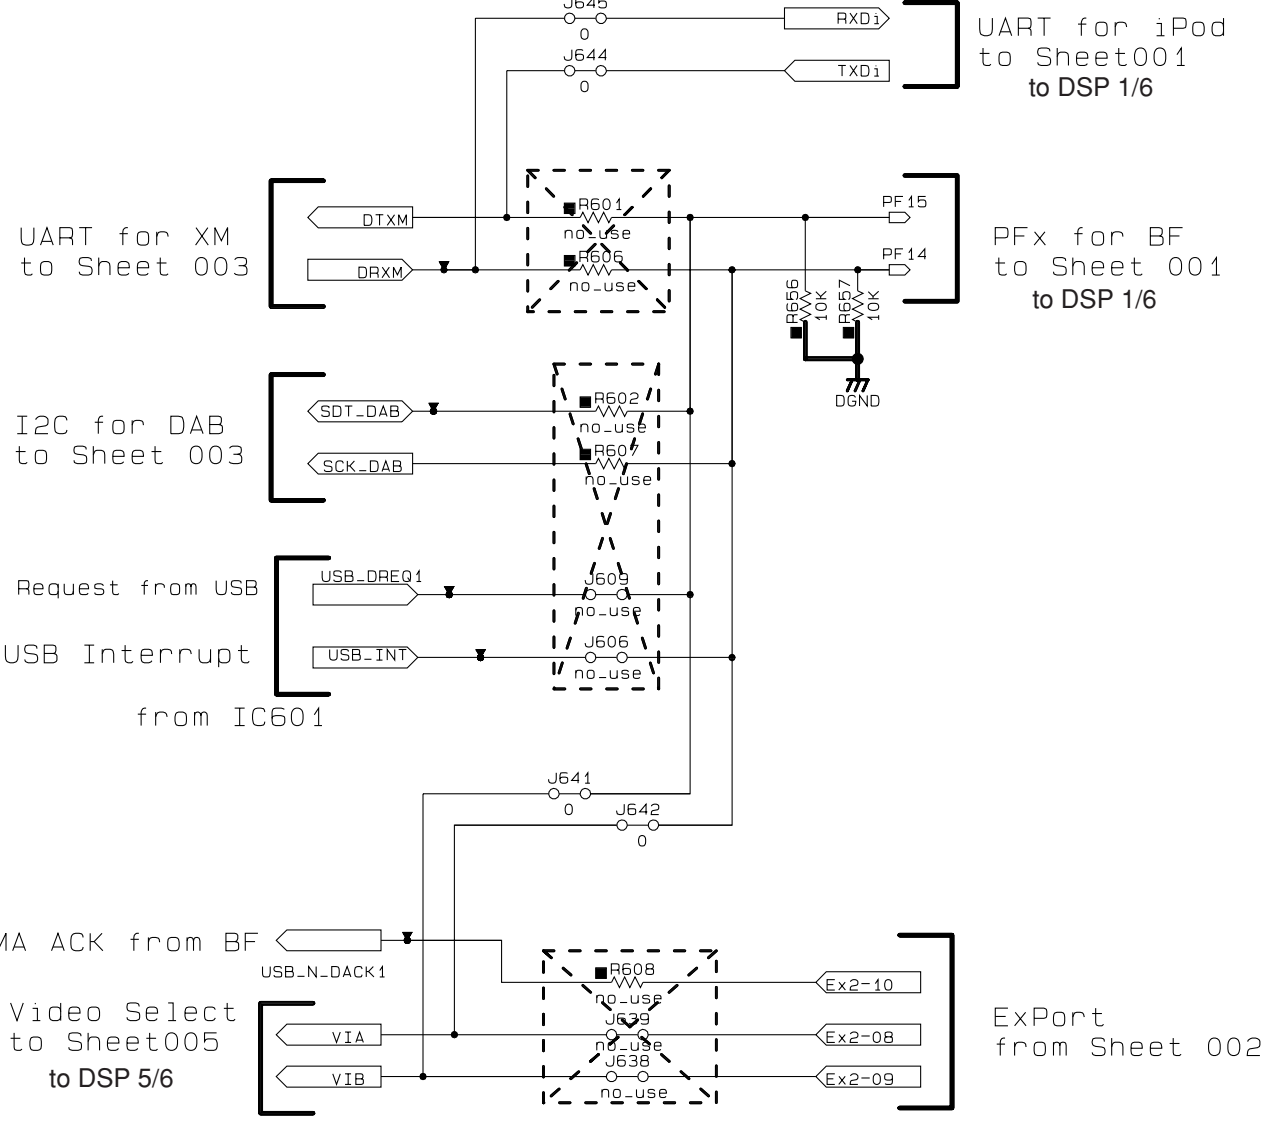 J645
0
RXDi
UART for iPod
to Sheet001
to DSP 1/6
J644
0
TXDi
UART for XM
to Sheet 003
DTXM
DRXM
R601
no_use
R606
no_use
PF15
PF14
PFx for BF
to Sheet 001
to DSP 1/6
R656
10K
R657
10K
DGND
I2C for DAB
to Sheet 003
SDT_DAB
SCK_DAB
R602
no_use
R607
no_use
Request from USB
USB_DREQ1
J609
no_use
USB Interrupt
USB_INT
J606
no_use
from IC601
J641
0
J642
0
MA ACK from BF
USB_N_DACK1
R608
no_use
Ex2-10
Video Select
to Sheet005
to DSP 5/6
VIA
VIB
J639
no_use
J638
no_use
Ex2-08
Ex2-09
ExPort
from Sheet 002